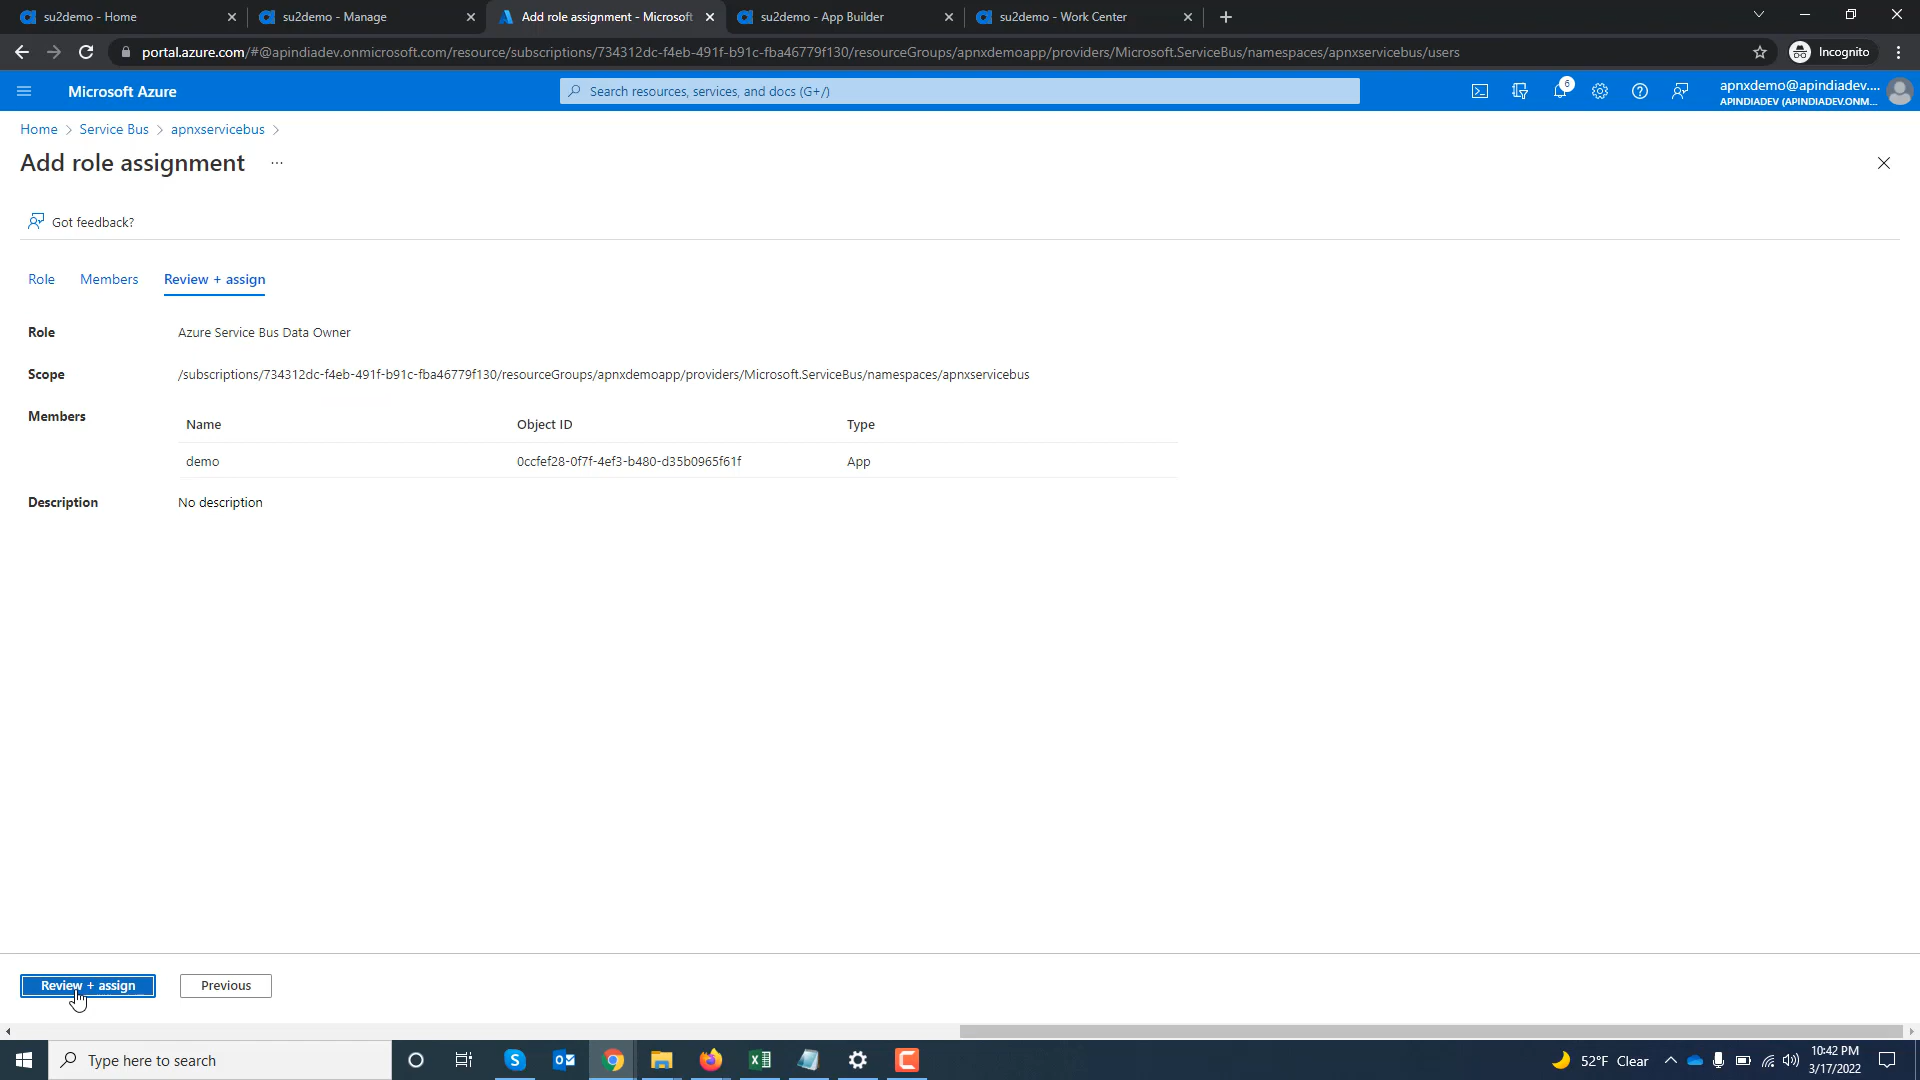 su2demo - Home
su2demo - Manage
Add role assignment - Microsoft
su2demo - App Builder
su2demo - Work Center
portal.azure.com/#@apindiadev.onmicrosoft.com/resource/subscriptions/734312dc-f4eb-491f-b91c-fba46779f130/resourceGroups/apnxdemoapp/providers/Microsoft.ServiceBus/namespaces/apnxservicebus/users
Incognito
Microsoft Azure
Search resources, services, and docs (G+/)
6
apnxdemo@apindiadev....
APINDIADEV (APINDIADEV.ONM...
Home > Service Bus > apnxservicebus >
Add role assignment ...
Got feedback?
Role Members Review + assign
Role Azure Service Bus Data Owner
Scope /subscriptions/734312dc-f4eb-491f-b91c-fba46779f130/resourceGroups/apnxdemoapp/providers/Microsoft.ServiceBus/namespaces/apnxservicebus
Members
Name Object ID Type
demo 0ccfef28-0f7f-4ef3-b480-d35b0965f61f App
Description No description
Review + assign Previous
Type here to search
52°F Clear
10:42 PM
3/17/2022